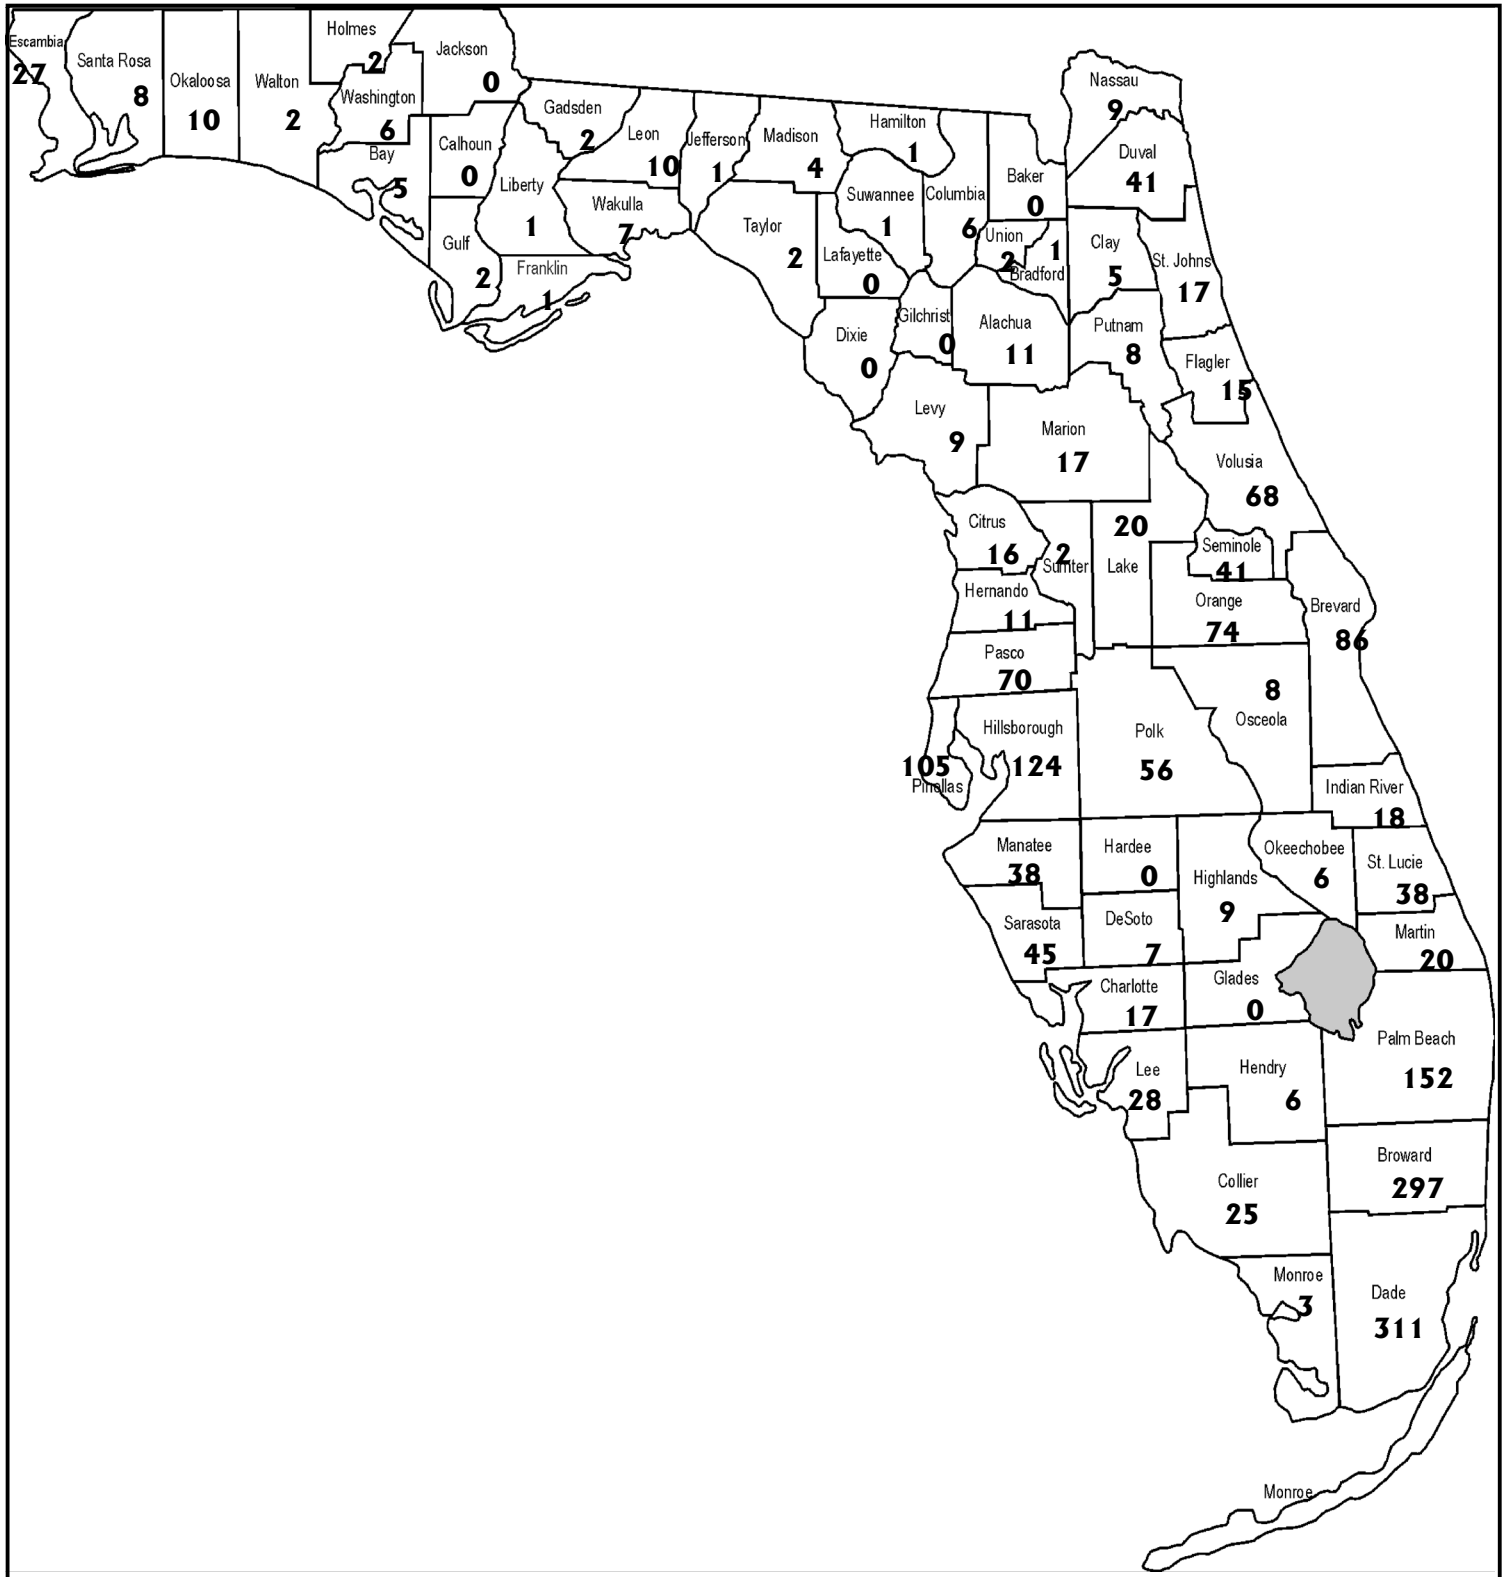 Escambia
27
Santa Rosa
8
Okaloosa
10
Walton
2
Holmes
2
Jackson
0
Washington
6
Bay
5
Calhoun
0
Gulf
2
Liberty
1
Franklin
1
Gadsden
2
Leon
10
Wakulla
7
Jefferson
1
Madison
4
Taylor
2
Hamilton
1
Suwannee
1
Lafayette
0
Columbia
6
Baker
0
Union
2
1
Bradford
Nassau
9
Duval
41
Clay
5
St. Johns
17
Dixie
0
Gilchrist
0
Alachua
11
Putnam
8
Flagler
15
Levy
9
Marion
17
Volusia
68
Citrus
16
2
Sumter
20
Lake
Seminole
41
Hernando
11
Orange
74
Brevard
86
Pasco
70
8
Osceola
105
Pinellas
Hillsborough
124
Polk
56
Indian River
18
Manatee
38
Hardee
0
Highlands
9
Okeechobee
6
St. Lucie
38
Sarasota
45
DeSoto
7
Martin
20
Charlotte
17
Glades
0
Palm Beach
152
Lee
28
Hendry
6
Broward
297
Collier
25
Monroe
3
Dade
311
Monroe